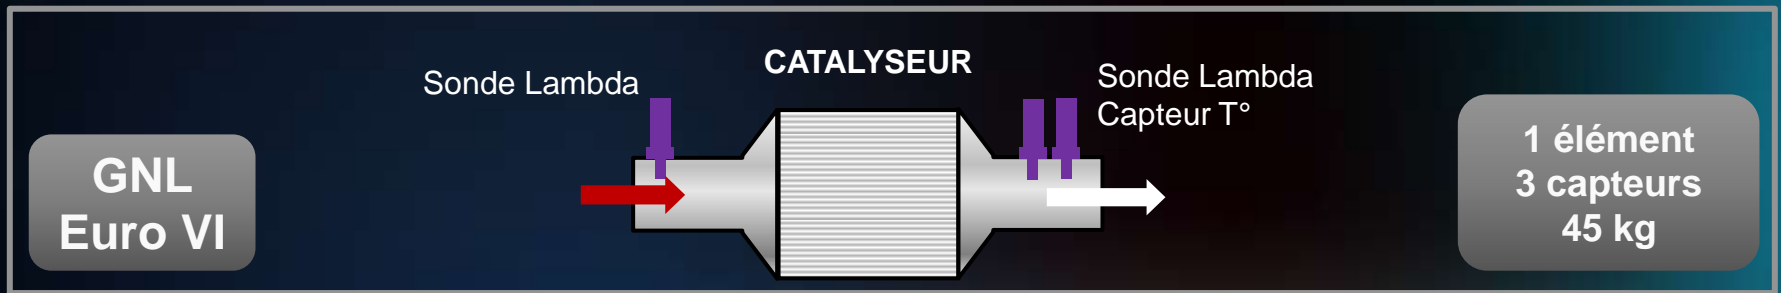 GNL
Euro VI
Sonde Lambda
CATALYSEUR
Sonde Lambda
Capteur T°
1 élément
3 capteurs
45 kg